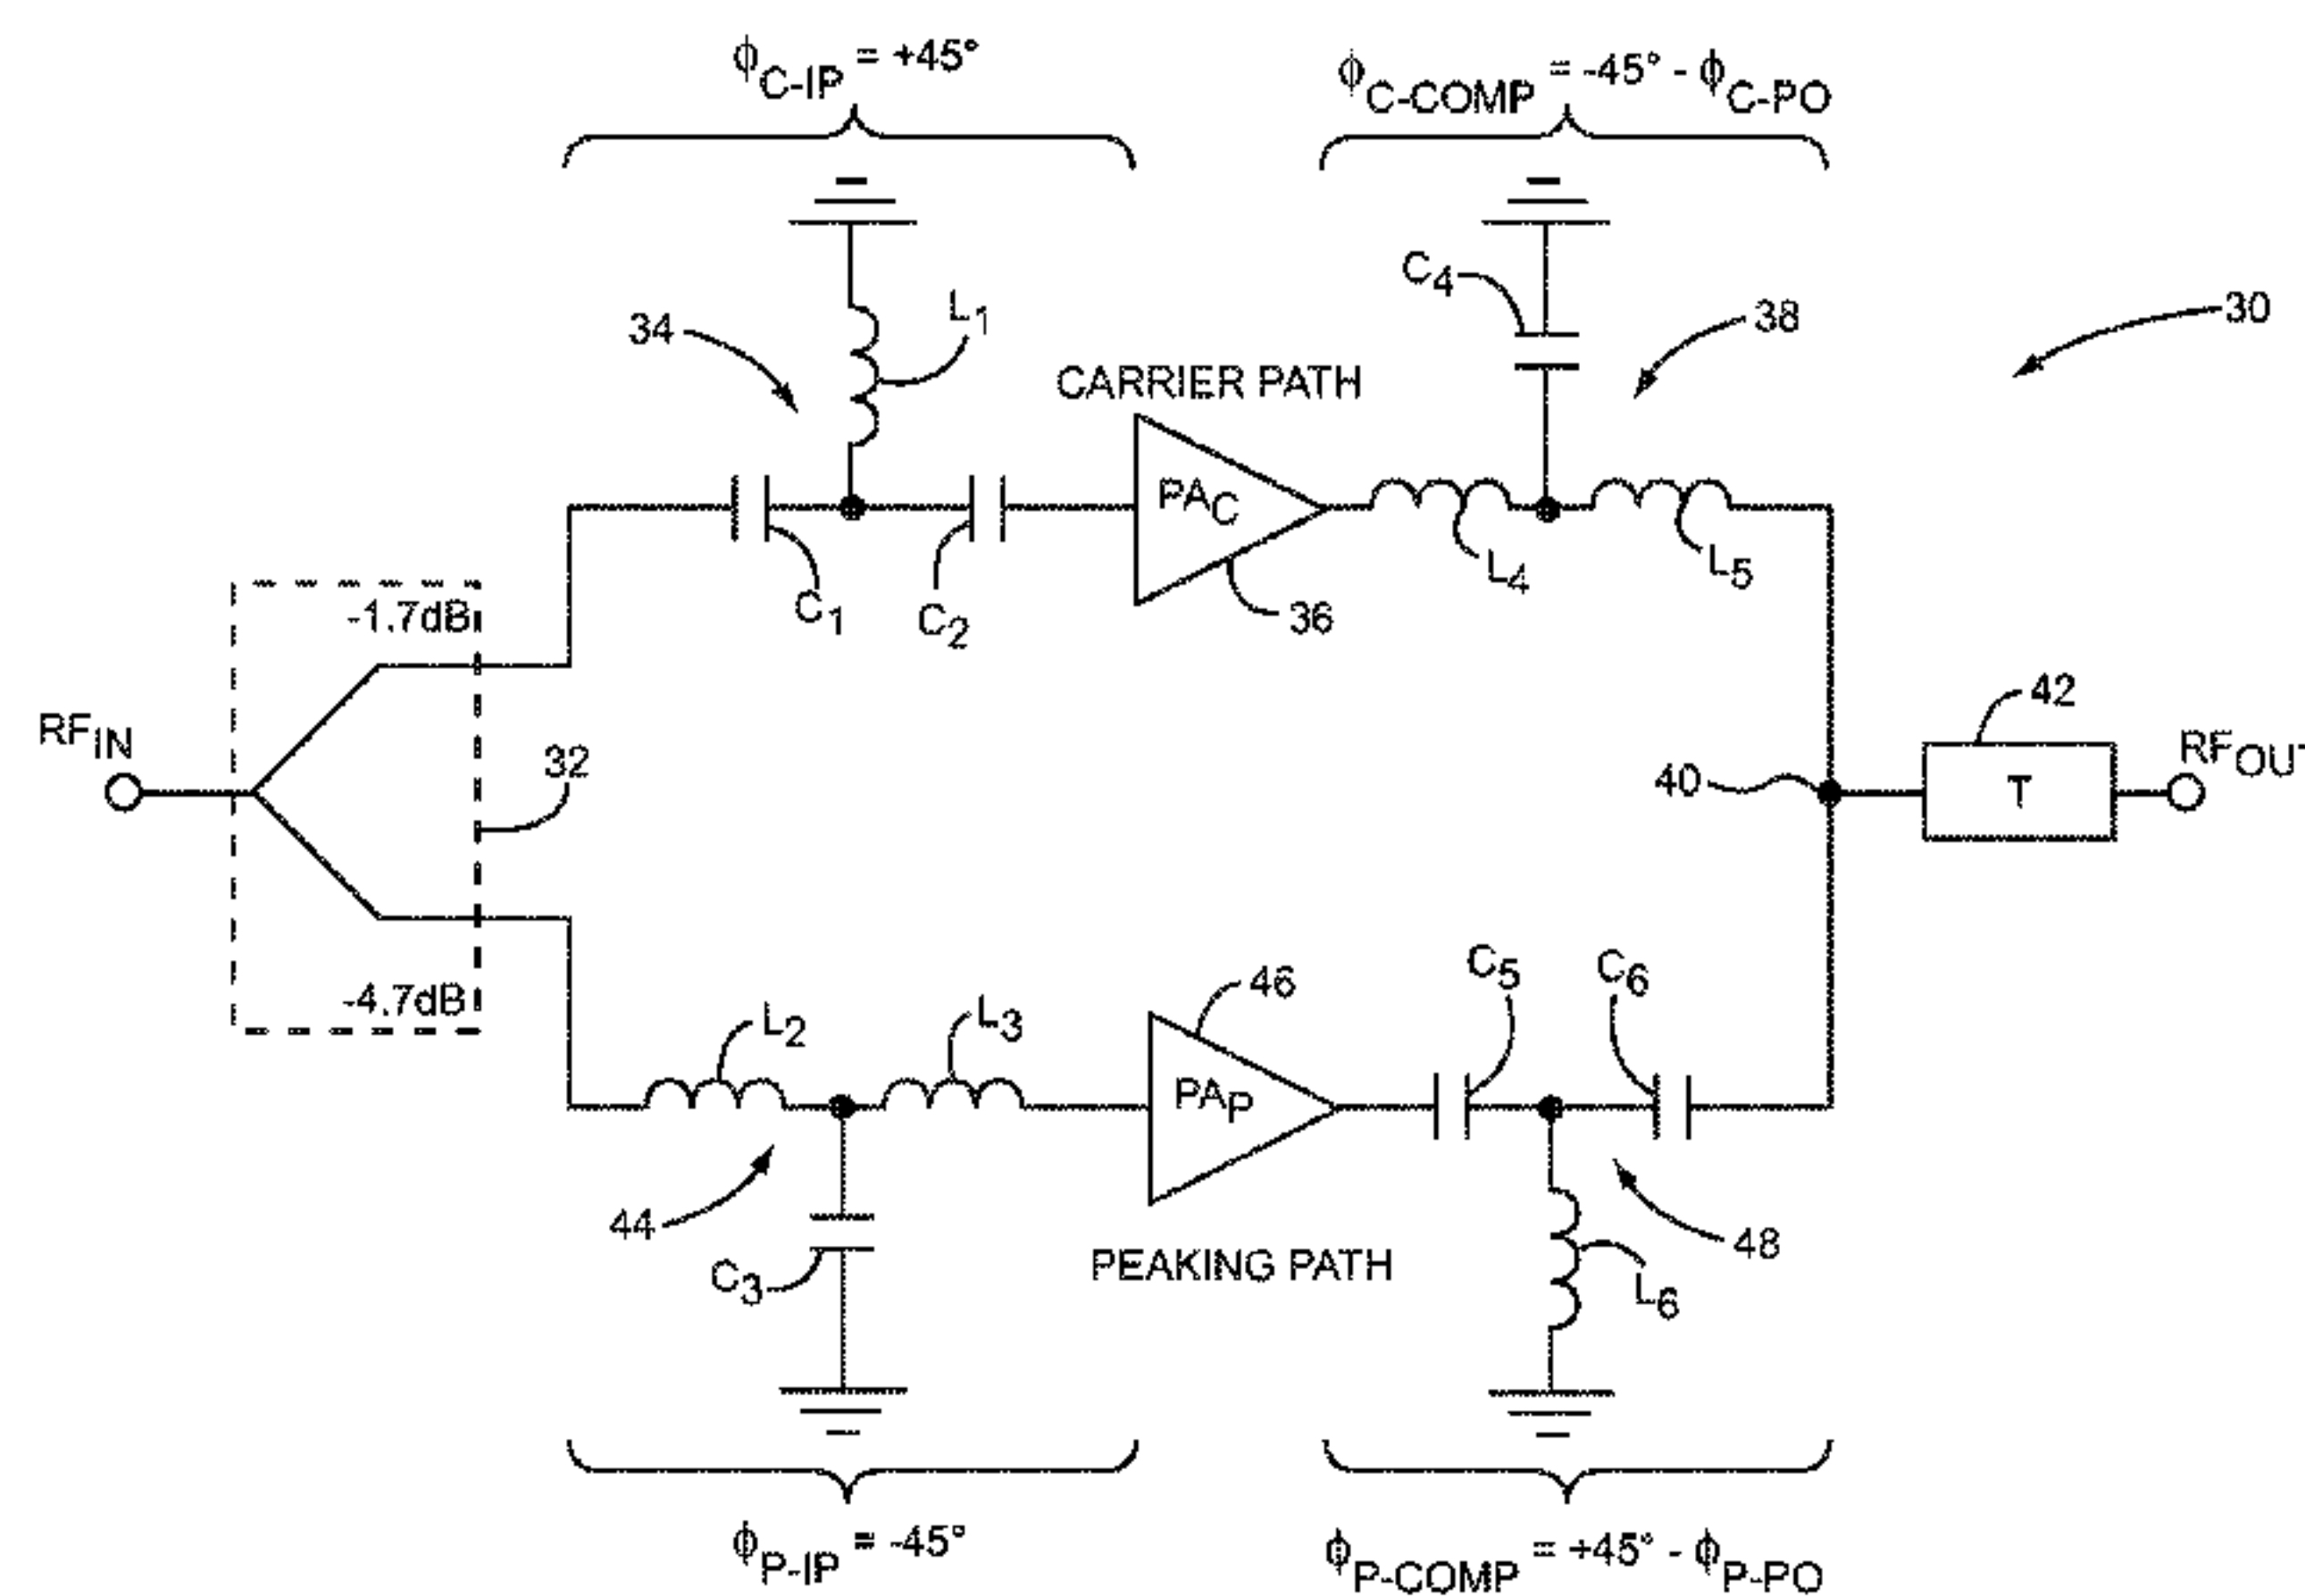 ϕC-IP = +45°
ϕC-COMP = -45° - ϕC-PO
C4
L1
34
38
30
CARRIER PATH
PAC
L4
L5
C1
C2
36
-1.7dB
RFIN
32
42
RFOUT
40
T
-4.7dB
L2
L3
46
C5
C6
PAP
44
48
C3
PEAKING PATH
L6
ϕP-IP = -45°
ϕP-COMP = +45° - ϕP-PO